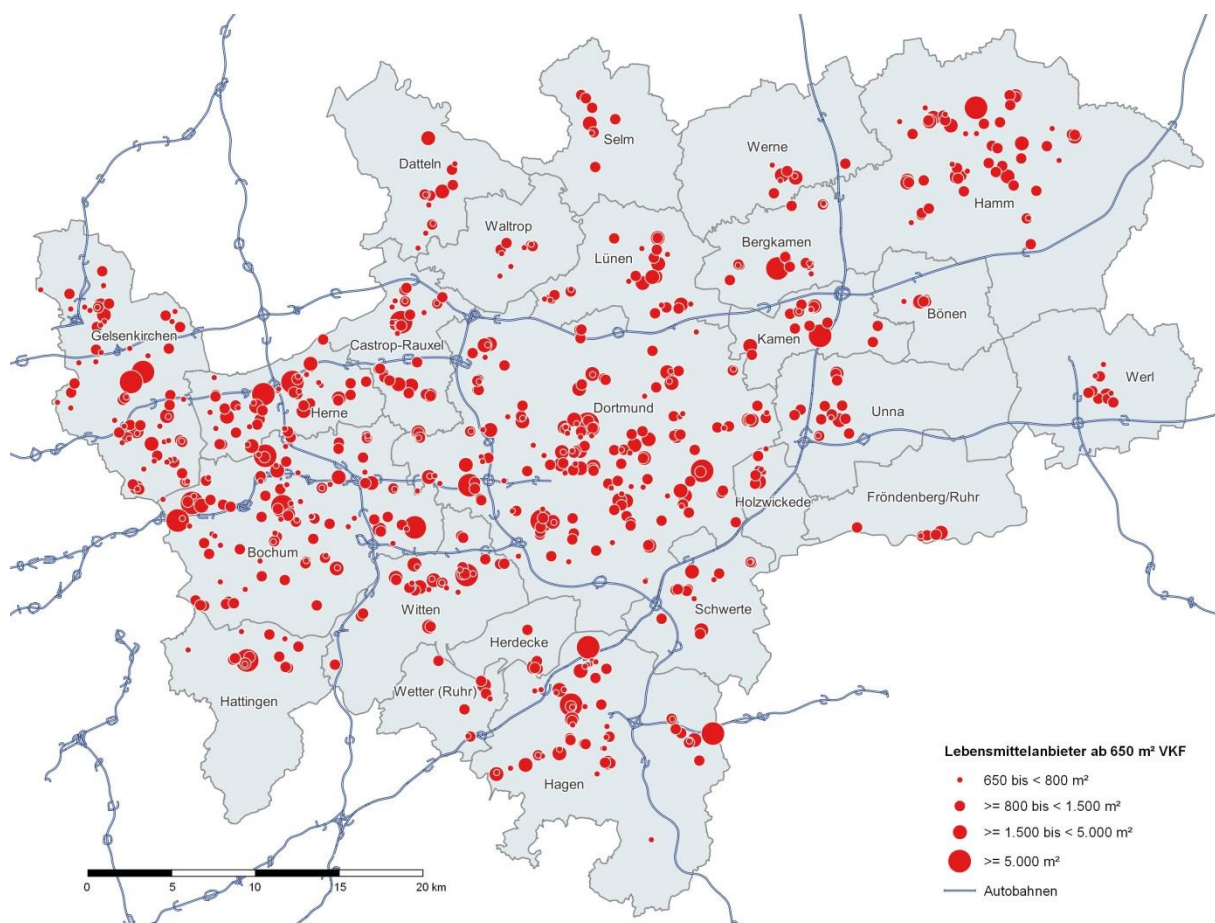 Selm
Werne
Datteln
Hamm
Waltrop
Bergkamen
Lünen
Bönen
Gelsenkirchen
Kamen
Castrop-Rauxel
Werl
Herne
Dortmund
Unna
Holzwickede
Fröndenberg/Ruhr
Bochum
Witten
Schwerte
Herdecke
Wetter (Ruhr)
Hattingen
Hagen
Lebensmittelanbieter ab 650 m² VKF
650 bis < 800 m²
>= 800 bis < 1.500 m²
>= 1.500 bis < 5.000 m²
>= 5.000 m²
Autobahnen
0 5 10 15 20 km